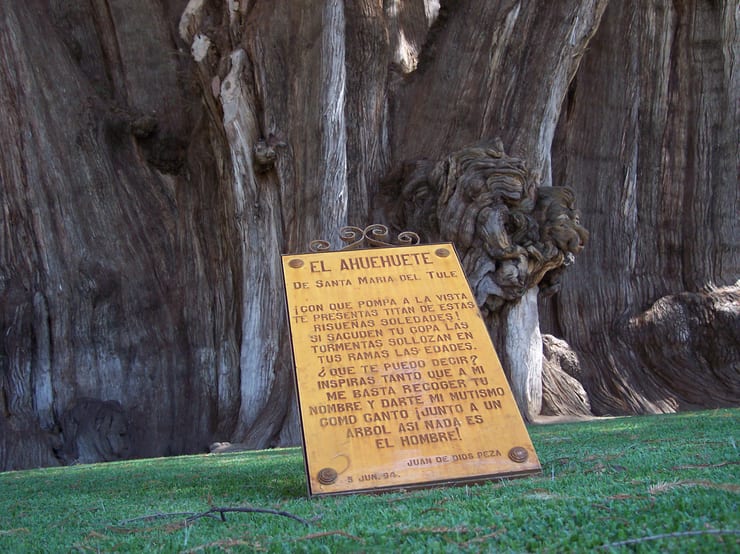 EL AHUEHUETE
DE SANTA MARIA DEL TULE
¡CON QUE POMPA A LA VISTA
TE PRESENTAS TITAN DE ESTAS
RISUEÑAS SOLEDADES!
SI SACUDEN TU COPA LAS
TORMENTAS SOLLOZAN EN
TUS RAMAS LAS EDADES.
¿QUE TE PUEDO DECIR?
INSPIRAS TANTO QUE A MI
ME BASTA RECOGER TU
NOMBRE Y DARTE MI MUTISMO
COMO CANTO ¡JUNTO A UN
ARBOL ASI NADA ES
EL HOMBRE!
JUAN DE DIOS PEZA
5 JUN. 94.